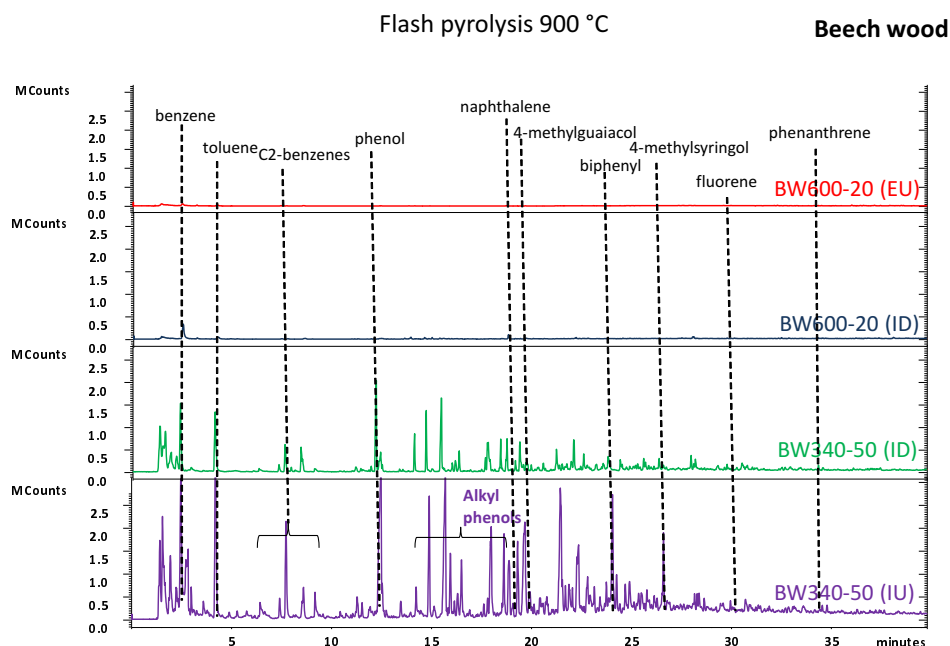 Flash pyrolysis 900 °C
Beech wood
MCounts
benzene
toluene
C2-benzenes
phenol
naphthalene
4-methylguaiacol
biphenyl
4-methylsyringol
fluorene
phenanthrene
2.5
2.0
1.5
1.0
0.5
0.0
BW600-20 (EU)
MCounts
2.5
2.0
1.5
1.0
0.5
0.0
BW600-20 (ID)
MCounts
2.5
2.0
1.5
1.0
0.5
0.0
BW340-50 (ID)
MCounts
2.5
2.0
1.5
1.0
0.5
0.0
Alkyl
phenols
BW340-50 (IU)
5 10 15 20 25 30 35 minutes